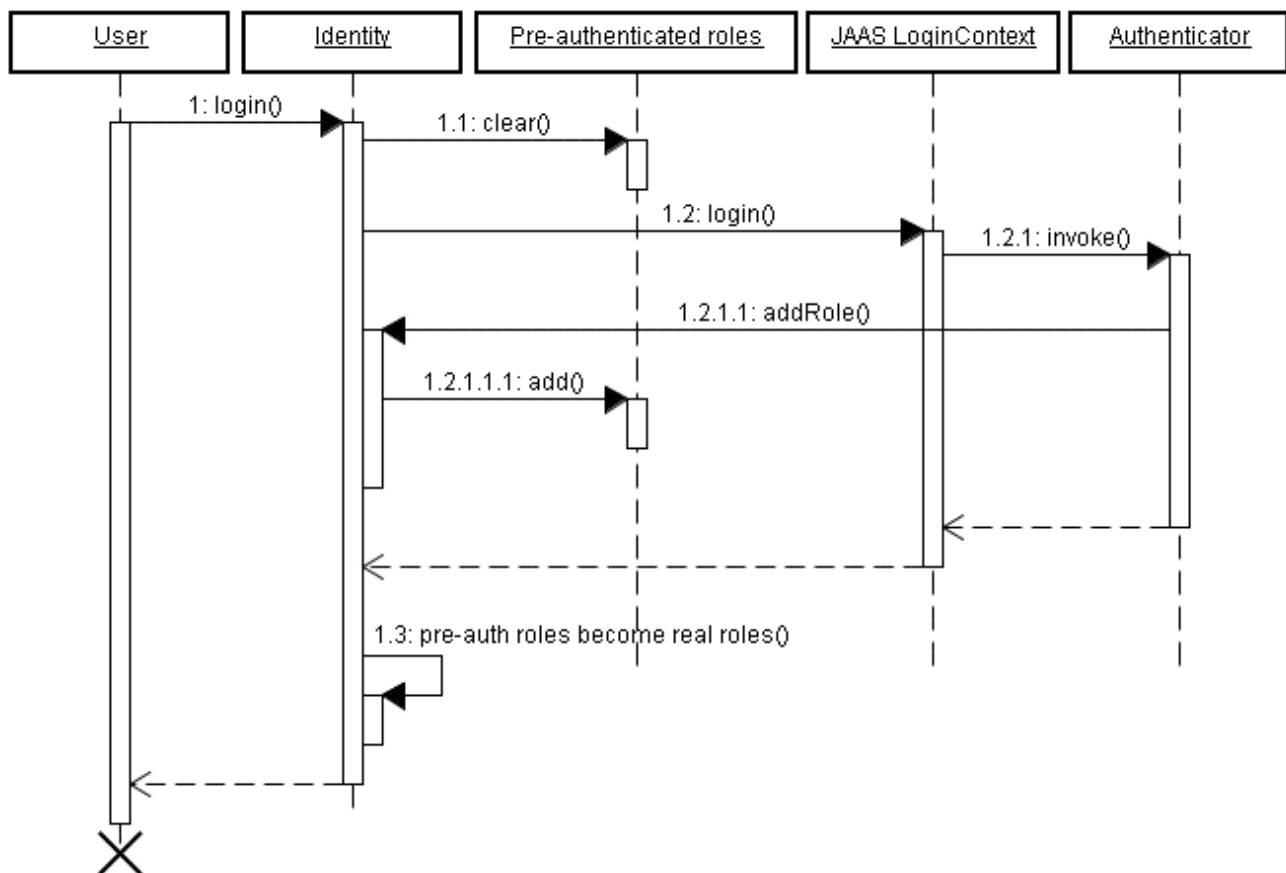 User
Identity
Pre-authenticated roles
JAAS LoginContext
Authenticator
1: login()
1.1: clear()
1.2: login()
1.2.1: invoke()
1.2.1.1: addRole()
1.2.1.1.1: add()
1.3: pre-auth roles become real roles()